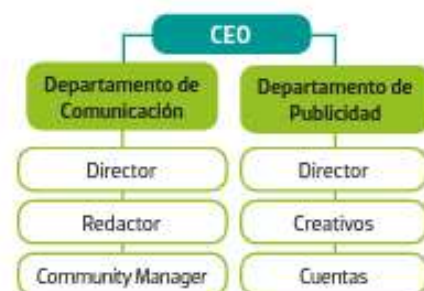 CEO
Departamento de
Comunicación
Director
Redactor
Community Manager
Departamento de
Publicidad
Director
Creativos
Cuentas